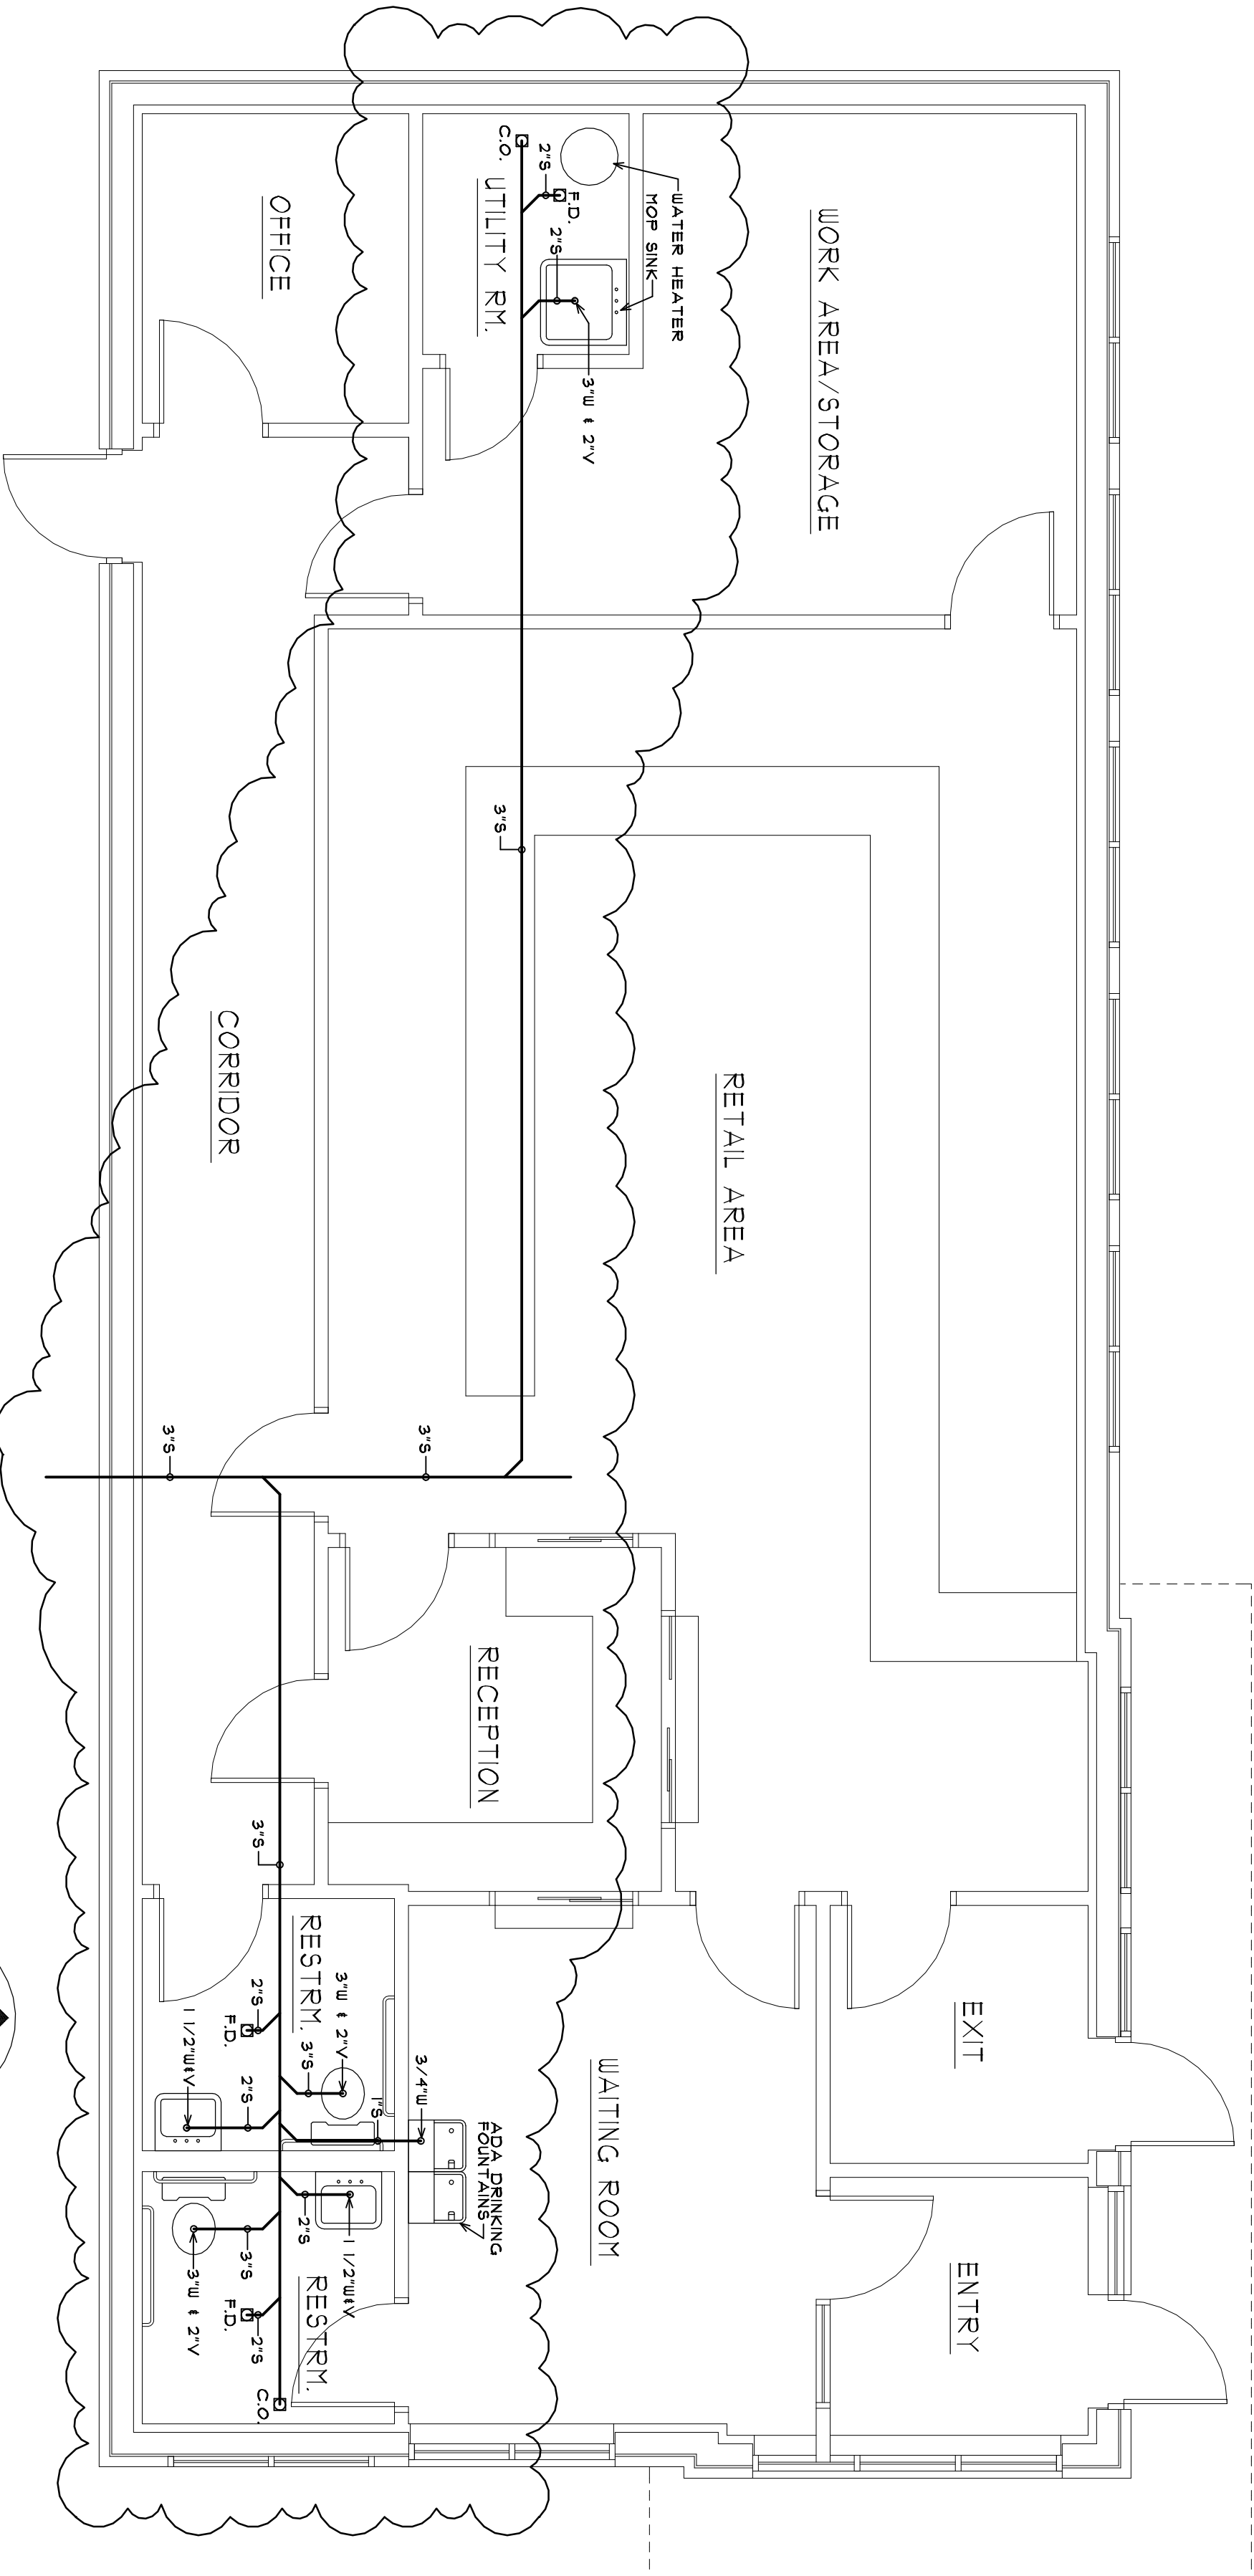 WORK AREA/STORAGE
WATER HEATER
MOP SINK
F.D.
2"S
2"S
3"W & 2"V
C.O.
UTILITY RM.
OFFICE
3"S
RETAIL AREA
CORRIDOR
3"S
3"S
RECEPTION
3"S
EXIT
ENTRY
WAITING ROOM
ADA DRINKING
FOUNTAINS
3/4"W
1"S
3"W & 2"V
3"S
RESTRM.
2"S
F.D.
2"S
1 1/2"W&V
1 1/2"W&V
2"S
RESTRM.
3"S
3"W & 2"V
F.D.
2"S
C.O.